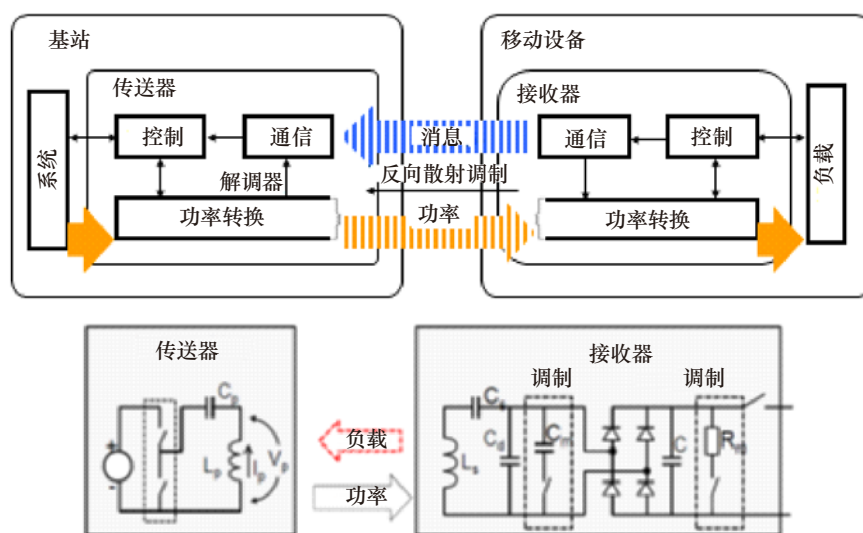 基站
移动设备
传送器
接收器
系统
控制
通信
消息
通信
控制
负载
解调器
反向散射调制
功率转换
功率
功率转换
传送器
接收器
调制
调制
Cp
Cs
Cd
Cm
C
Rm
+
-
Lp
Ip
Vp
Ls
负载
功率